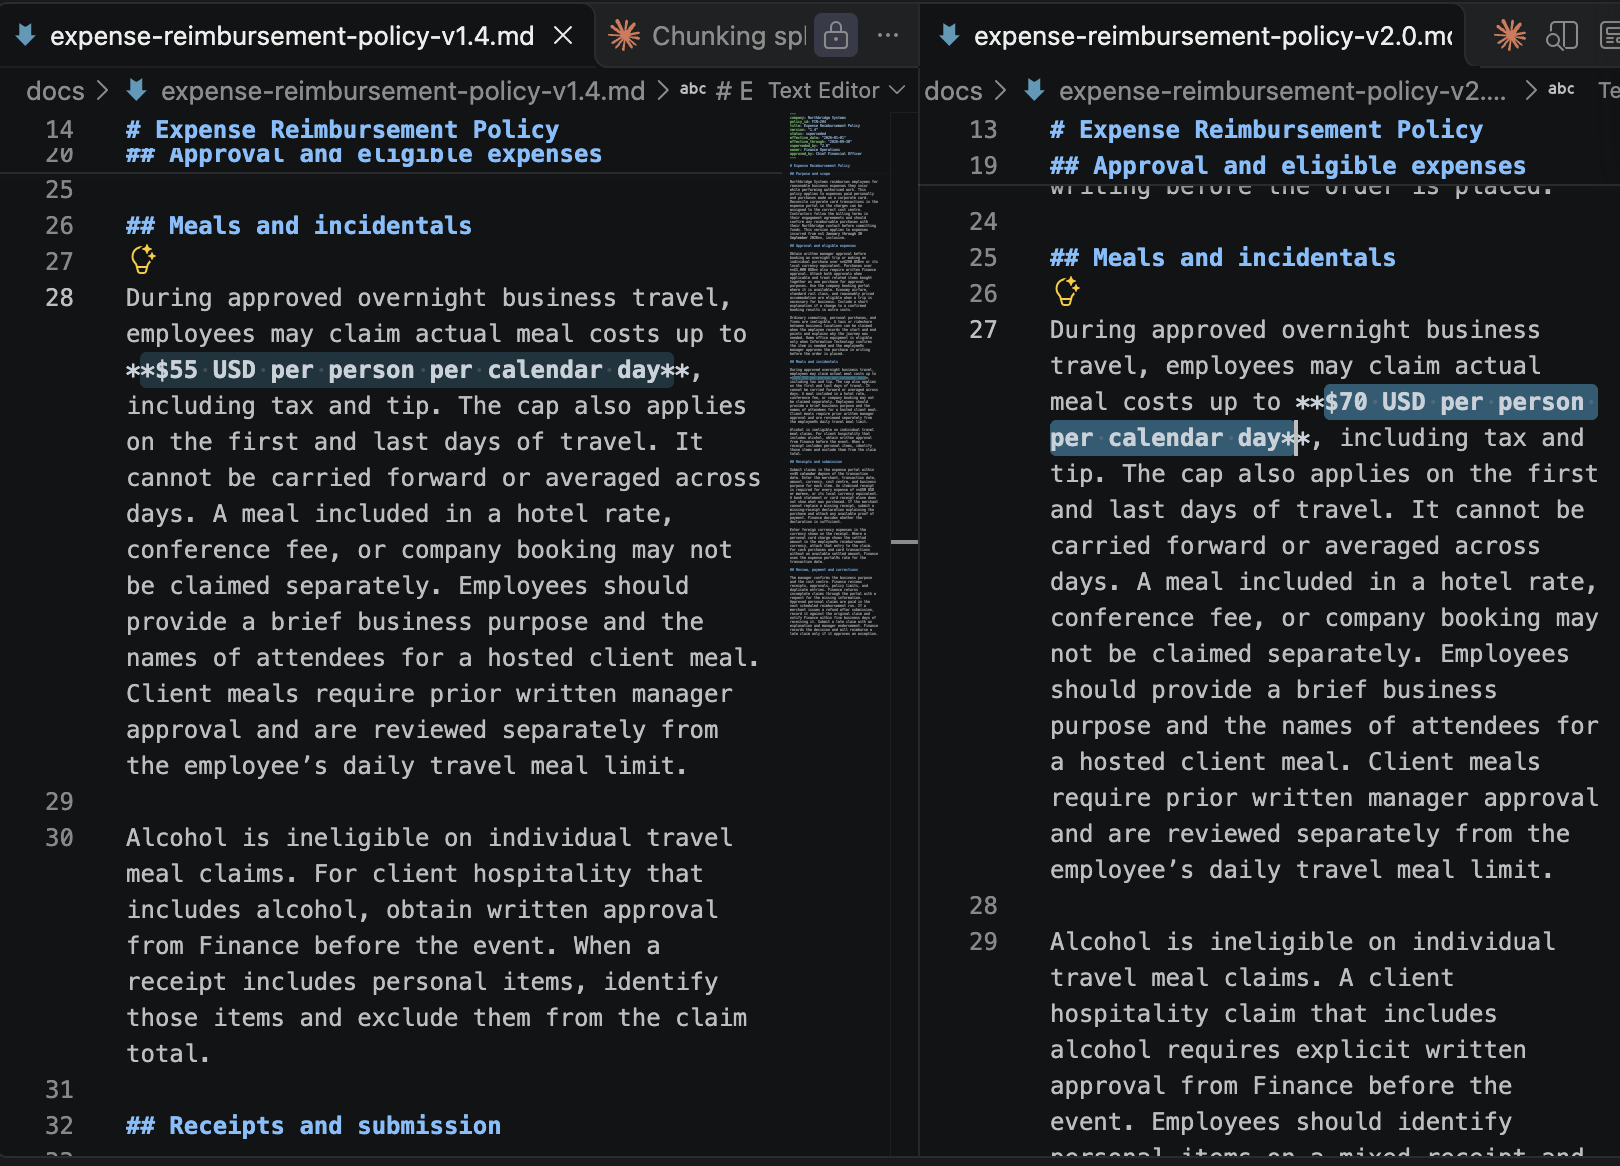 expense-reimbursement-policy-v1.4.md
Chunking spl
docs > expense-reimbursement-policy-v1.4.md > abc # E Text Editor
14 # Expense Reimbursement Policy
20 ## Approval and eligible expenses
25
26 ## Meals and incidentals
27
28 During approved overnight business travel,
employees may claim actual meal costs up to
**$55 USD per person per calendar day**,
including tax and tip. The cap also applies
on the first and last days of travel. It
cannot be carried forward or averaged across
days. A meal included in a hotel rate,
conference fee, or company booking may not
be claimed separately. Employees should
provide a brief business purpose and the
names of attendees for a hosted client meal.
Client meals require prior written manager
approval and are reviewed separately from
the employee’s daily travel meal limit.
29
30 Alcohol is ineligible on individual travel
meal claims. For client hospitality that
includes alcohol, obtain written approval
from Finance before the event. When a
receipt includes personal items, identify
those items and exclude them from the claim
total.
31
32 ## Receipts and submission
expense-reimbursement-policy-v2.0.md
docs > expense-reimbursement-policy-v2.... > abc Te
13 # Expense Reimbursement Policy
19 ## Approval and eligible expenses
writing before the order is placed.
24
25 ## Meals and incidentals
26
27 During approved overnight business
travel, employees may claim actual
meal costs up to **$70 USD per person
per calendar day**, including tax and
tip. The cap also applies on the first
and last days of travel. It cannot be
carried forward or averaged across
days. A meal included in a hotel rate,
conference fee, or company booking may
not be claimed separately. Employees
should provide a brief business
purpose and the names of attendees for
a hosted client meal. Client meals
require prior written manager approval
and are reviewed separately from the
employee’s daily travel meal limit.
28
29 Alcohol is ineligible on individual
travel meal claims. A client
hospitality claim that includes
alcohol requires explicit written
approval from Finance before the
event. Employees should identify
personal items on a mixed receipt and